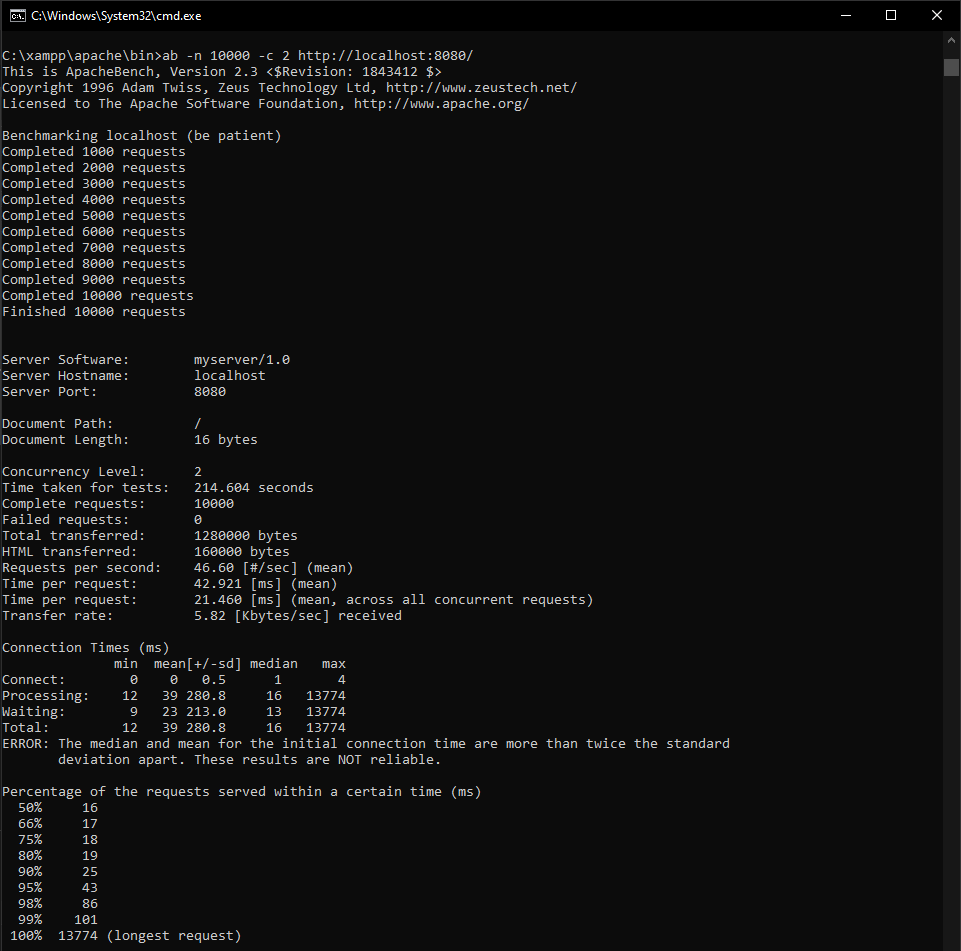 C:\Windows\System32\cmd.exe
C:\xampp\apache\bin>ab -n 10000 -c 2 http://localhost:8080/
This is ApacheBench, Version 2.3 <$Revision: 1843412 $>
Copyright 1996 Adam Twiss, Zeus Technology Ltd, http://www.zeustech.net/
Licensed to The Apache Software Foundation, http://www.apache.org/
Benchmarking localhost (be patient)
Completed 1000 requests
Completed 2000 requests
Completed 3000 requests
Completed 4000 requests
Completed 5000 requests
Completed 6000 requests
Completed 7000 requests
Completed 8000 requests
Completed 9000 requests
Completed 10000 requests
Finished 10000 requests
Server Software:        myserver/1.0
Server Hostname:        localhost
Server Port:            8080
Document Path:          /
Document Length:        16 bytes
Concurrency Level:      2
Time taken for tests:   214.604 seconds
Complete requests:      10000
Failed requests:        0
Total transferred:      1280000 bytes
HTML transferred:       160000 bytes
Requests per second:    46.60 [#/sec] (mean)
Time per request:       42.921 [ms] (mean)
Time per request:       21.460 [ms] (mean, across all concurrent requests)
Transfer rate:          5.82 [Kbytes/sec] received
Connection Times (ms)
              min  mean[+/-sd] median   max
Connect:        0    0   0.5      1       4
Processing:    12   39 280.8     16   13774
Waiting:        9   23 213.0     13   13774
Total:         12   39 280.8     16   13774
ERROR: The median and mean for the initial connection time are more than twice the standard
       deviation apart. These results are NOT reliable.
Percentage of the requests served within a certain time (ms)
  50%     16
  66%     17
  75%     18
  80%     19
  90%     25
  95%     43
  98%     86
  99%    101
 100%  13774 (longest request)